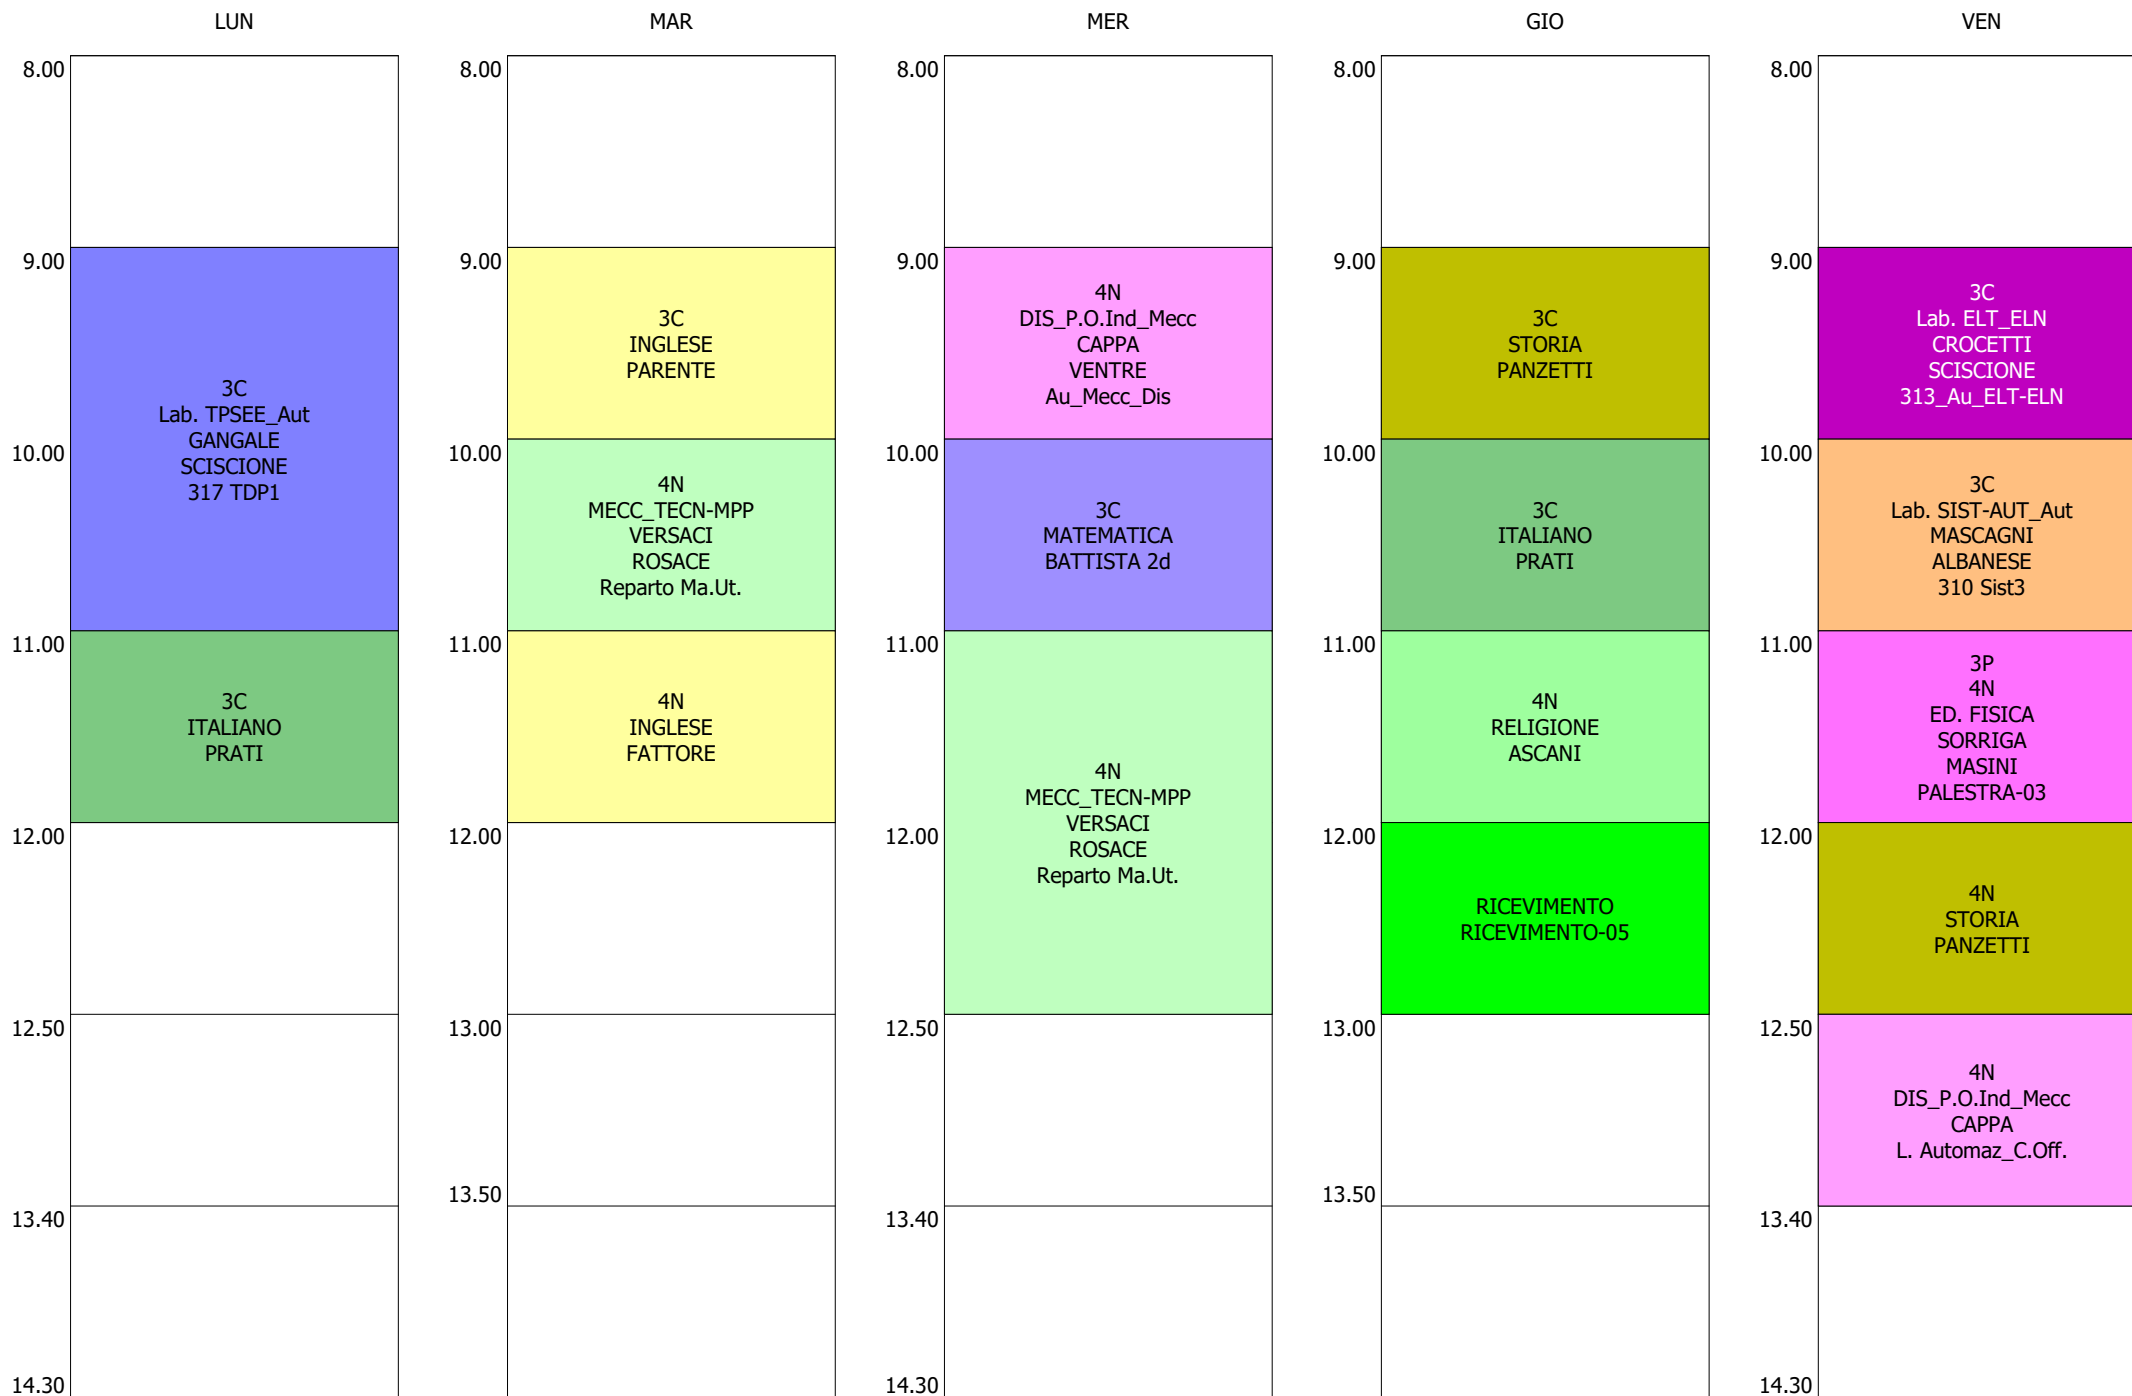 LUN
8.00
9.00
3C
Lab. TPSEE_Aut
GANGALE
SCISCIONE
317 TDP1
10.00
11.00
3C
ITALIANO
PRATI
12.00
12.50
13.40
14.30
MAR
8.00
9.00
3C
INGLESE
PARENTE
10.00
4N
MECC_TECN-MPP
VERSACI
ROSACE
Reparto Ma.Ut.
11.00
4N
INGLESE
FATTORE
12.00
13.00
13.50
MER
8.00
9.00
4N
DIS_P.O.Ind_Mecc
CAPPA
VENTRE
Au_Mecc_Dis
10.00
3C
MATEMATICA
BATTISTA 2d
11.00
4N
MECC_TECN-MPP
VERSACI
ROSACE
Reparto Ma.Ut.
12.00
12.50
13.40
14.30
GIO
8.00
9.00
3C
STORIA
PANZETTI
10.00
3C
ITALIANO
PRATI
11.00
4N
RELIGIONE
ASCANI
12.00
RICEVIMENTO
RICEVIMENTO-05
13.00
13.50
VEN
8.00
9.00
3C
Lab. ELT_ELN
CROCETTI
SCISCIONE
313_Au_ELT-ELN
10.00
3C
Lab. SIST-AUT_Aut
MASCAGNI
ALBANESE
310 Sist3
11.00
3P
4N
ED. FISICA
SORRIGA
MASINI
PALESTRA-03
12.00
4N
STORIA
PANZETTI
12.50
4N
DIS_P.O.Ind_Mecc
CAPPA
L. Automaz_C.Off.
13.40
14.30